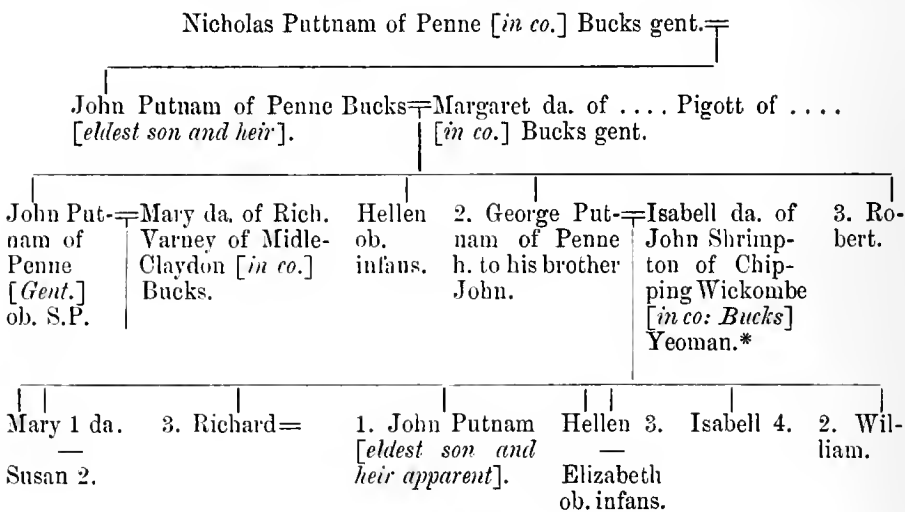 Nicholas Puttnam of Penne [in co.] Bucks gent.=
John Putnam of Penne Bucks=Margaret da. of .... Pigott of ....
[eldest son and heir].
[in co.] Bucks gent.
John Put-=Mary da. of Rich.
nam of
Penne
[Gent.]
ob. S.P.
Varney of Midle-
Claydon [in co.]
Bucks.
Hellen
ob.
infans.
2. George Put-=Isabell da. of
nam of Penne
h. to his brother
John.
John Shrimp-
ton of Chip-
ping Wickombe
[in co: Bucks]
Yeoman.*
3. Ro-
bert.
Mary 1 da.
—
Susan 2.
3. Richard=
1. John Putnam
[eldest son and
heir apparent].
Hellen 3.
—
Elizabeth
ob. infans.
Isabell 4.
2. Wil-
liam.